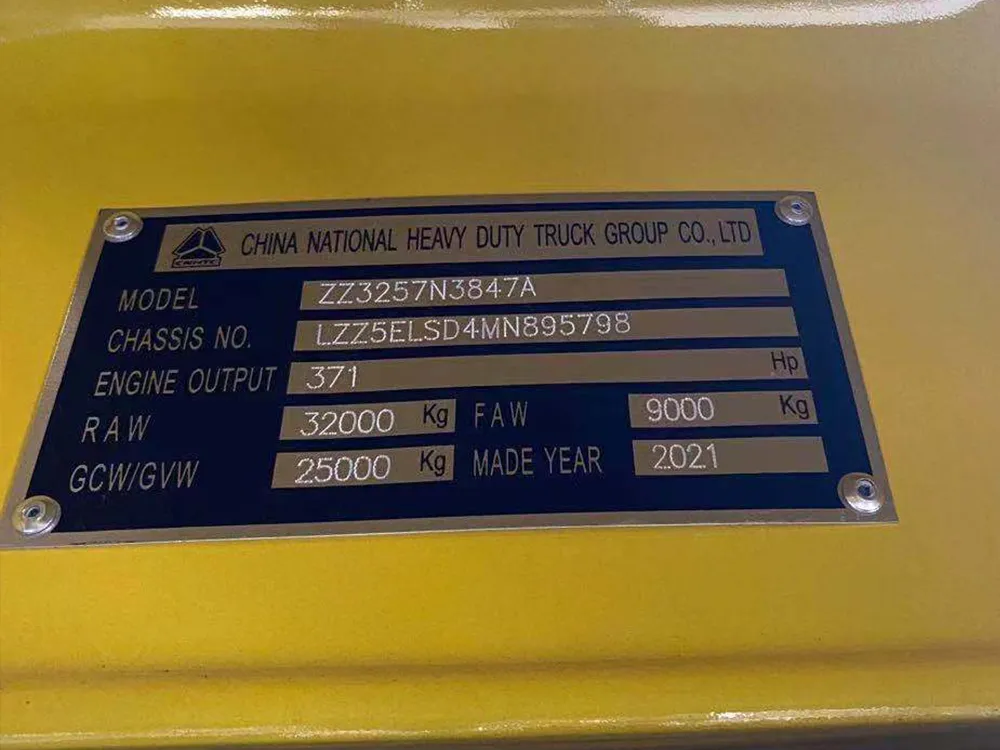 CNHTC CHINA NATIONAL HEAVY DUTY TRUCK GROUP CO., LTD
MODEL ZZ3257N3847A
CHASSIS NO. LZZ5ELSD4MN895798
ENGINE OUTPUT 371 Hp
RAW 32000 Kg FAW 9000 Kg
GCW/GVW 25000 Kg MADE YEAR 2021